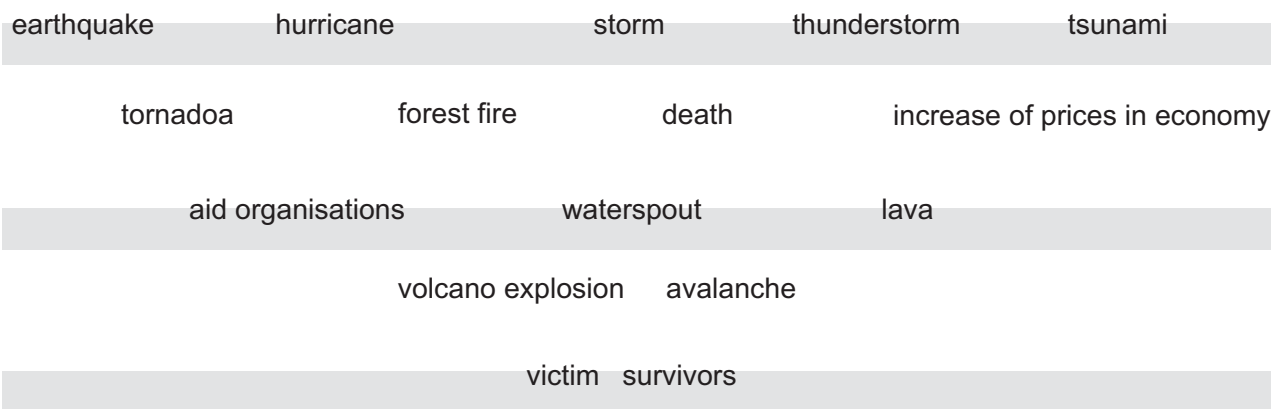 earthquake hurricane storm thunderstorm tsunami
tornadoa forest fire death increase of prices in economy
aid organisations waterspout lava
volcano explosion avalanche
victim survivors